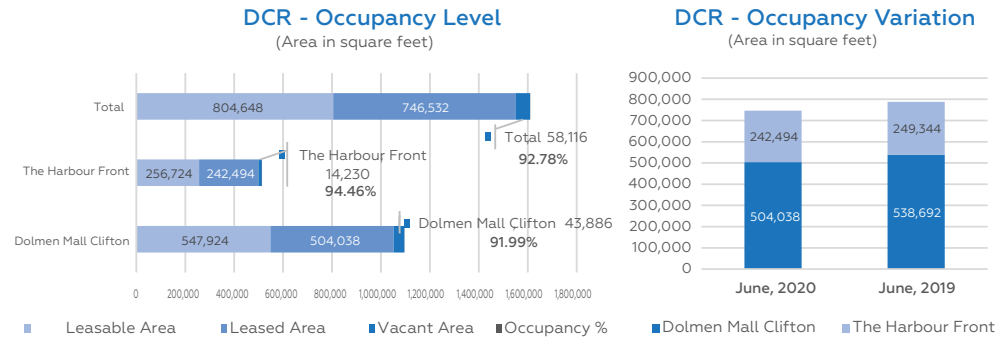 DCR - Occupancy Level
(Area in square feet)
Total
804,648
746,532
Total 58,116
92.78%
The Harbour Front
256,724
242,494
The Harbour Front
14,230
94.46%
Dolmen Mall Clifton
547,924
504,038
Dolmen Mall Clifton 43,886
91.99%
0 200,000 400,000 600,000 800,000 1,000,000 1,200,000 1,400,000 1,600,000 1,800,000
Leasable Area Leased Area Vacant Area Occupancy %
DCR - Occupancy Variation
(Area in square feet)
900,000
800,000
700,000
600,000
500,000
400,000
300,000
200,000
100,000
0
242,494
249,344
504,038
538,692
June, 2020 June, 2019
Dolmen Mall Clifton The Harbour Front